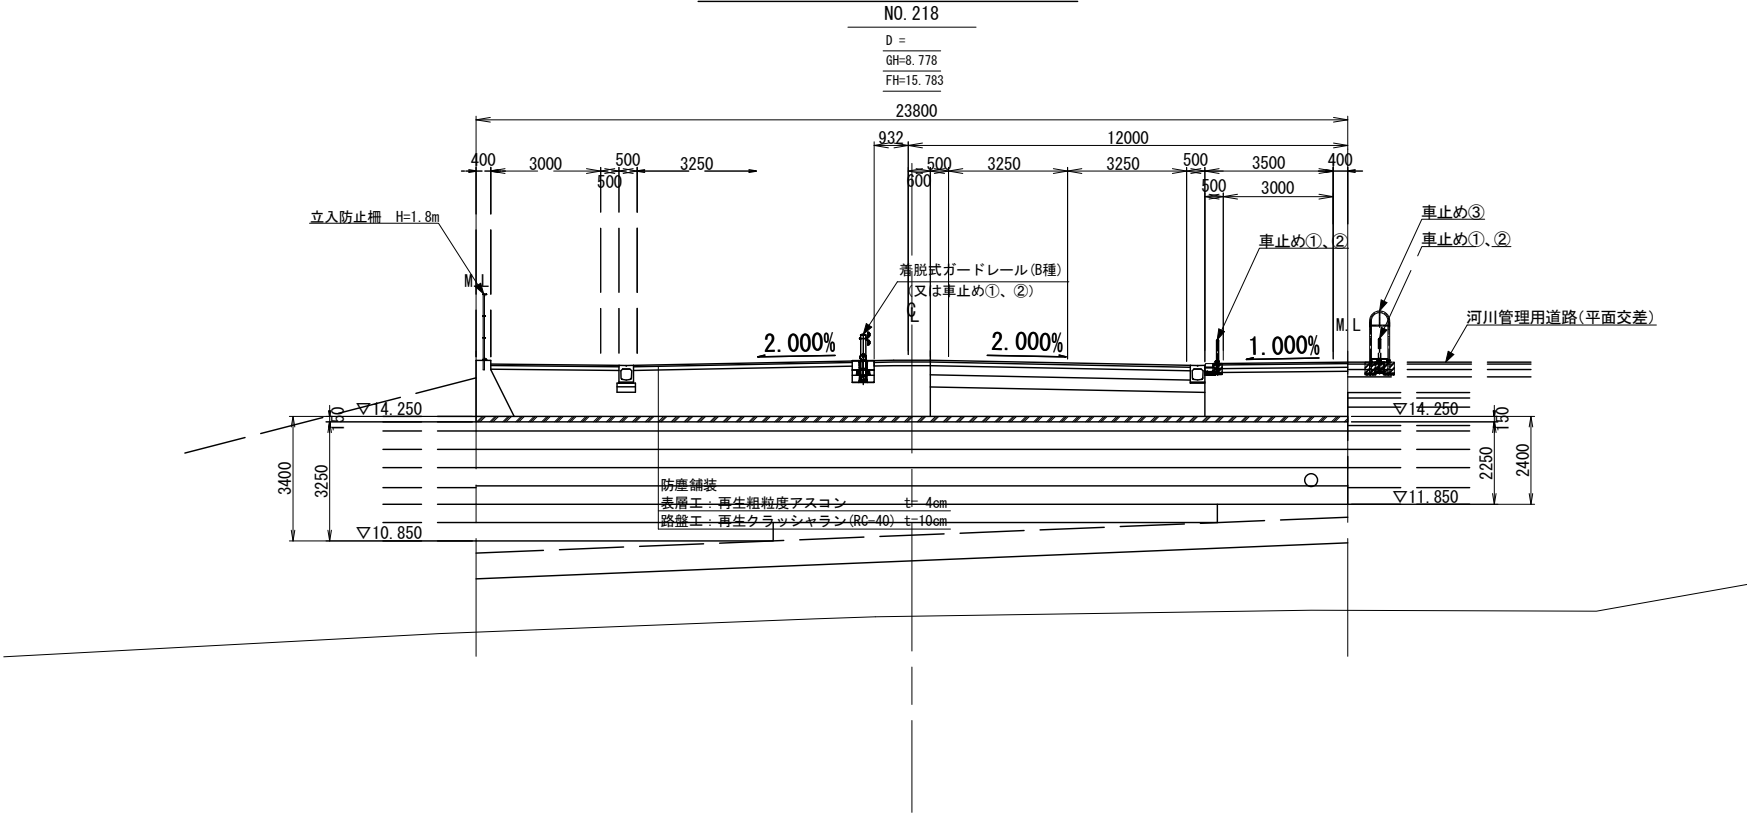 NO.218
D =
GH=8.778
FH=15.783
23800
932
12000
400
3000
500
500
3250
500
600
3250
3250
500
3500
400
500
3000
立入防止柵 H=1.8m
車止め③
車止め①、②
車止め①、②
着脱式ガードレール(B種)
(又は車止め①、②)
M.L
CL
M.L
河川管理用道路(平面交差)
2.000%
2.000%
1.000%
▽14.250
▽14.250
150
150
3400
3250
2250
2400
防塵舗装
表層工：再生粗粒度アスコン t= 4cm
路盤工：再生クラッシャラン(RC-40) t=10cm
▽11.850
▽10.850